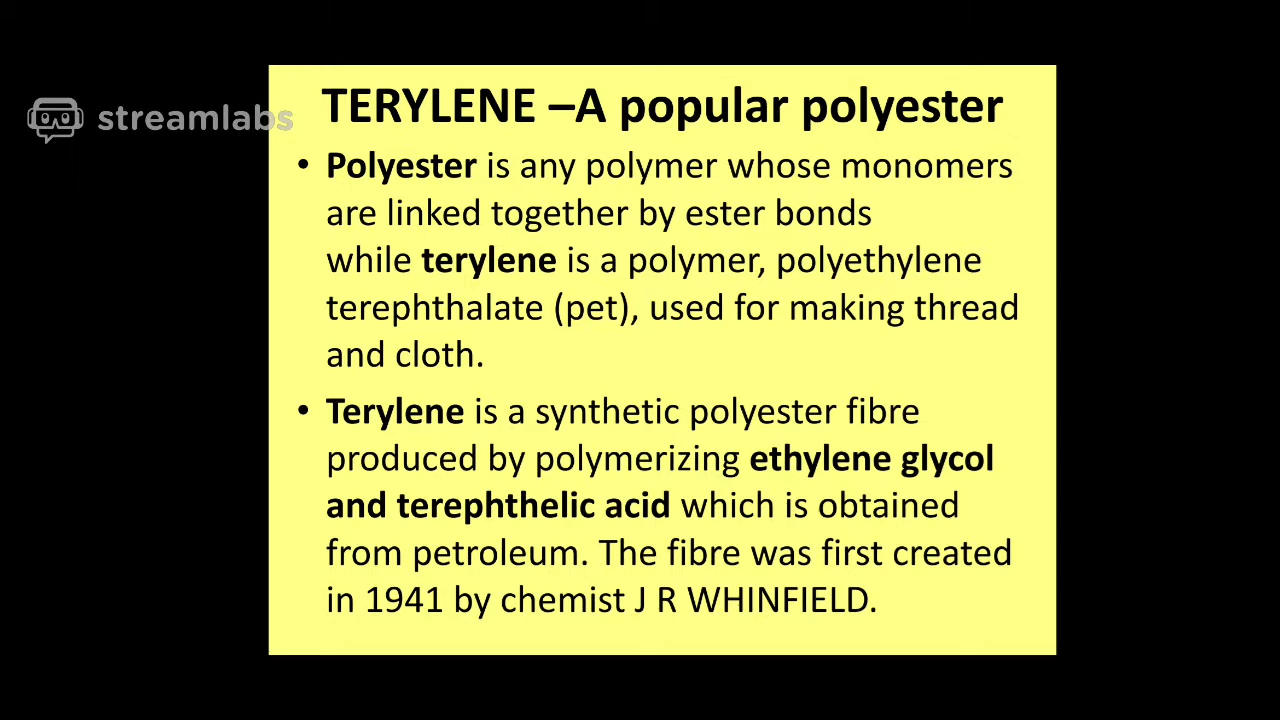 streamlabs
TERYLENE –A popular polyester
• Polyester is any polymer whose monomers
are linked together by ester bonds
while terylene is a polymer, polyethylene
terephthalate (pet), used for making thread
and cloth.
• Terylene is a synthetic polyester fibre
produced by polymerizing ethylene glycol
and terephthelic acid which is obtained
from petroleum. The fibre was first created
in 1941 by chemist J R WHINFIELD.